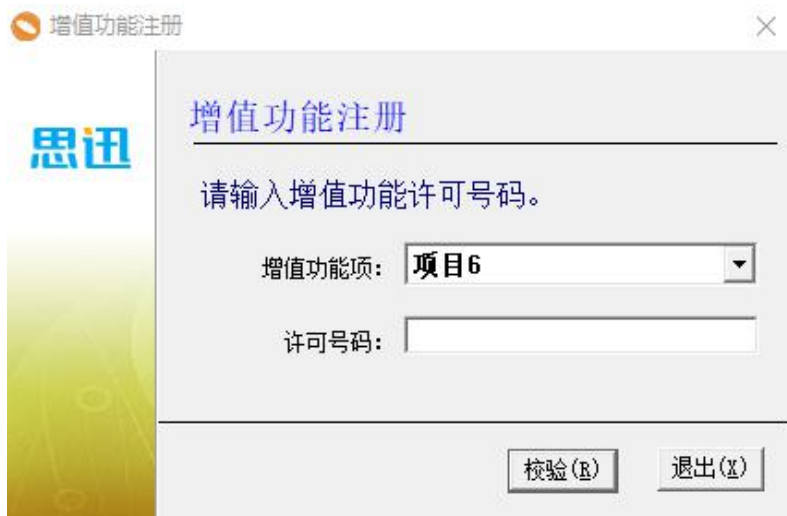 增值功能注册
思迅
增值功能注册
请输入增值功能许可号码。
增值功能项: 项目6
许可号码:
校验(R) 退出(X)